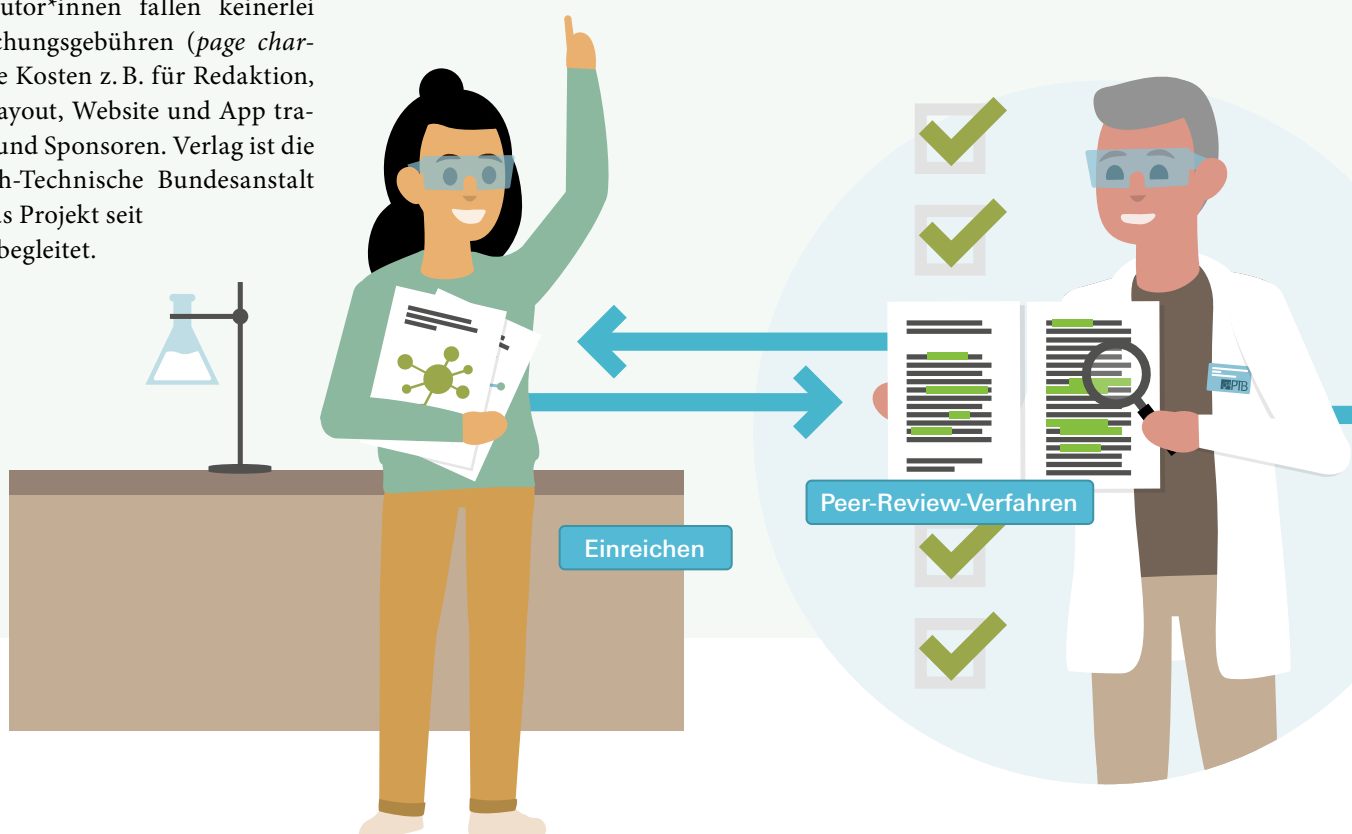 utor*innen fallen keinerlei
chungsgebühren (page char-
e Kosten z. B. für Redaktion,
ayout, Website und App tra-
und Sponsoren. Verlag ist die
h-Technische Bundesanstalt
s Projekt seit
begleitet.
PTB
Peer-Review-Verfahren
Einreichen